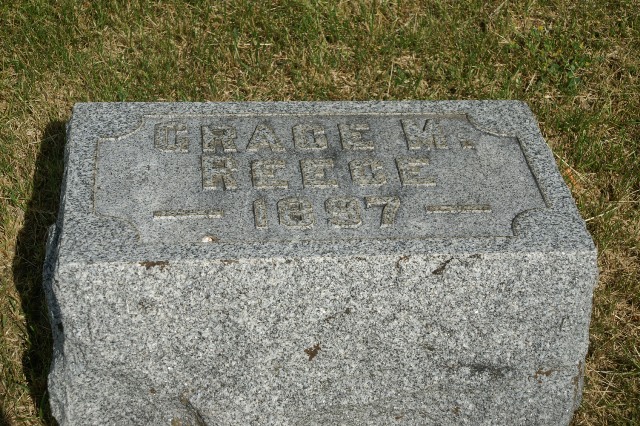 GRACE M.
REECE
— 1897 —